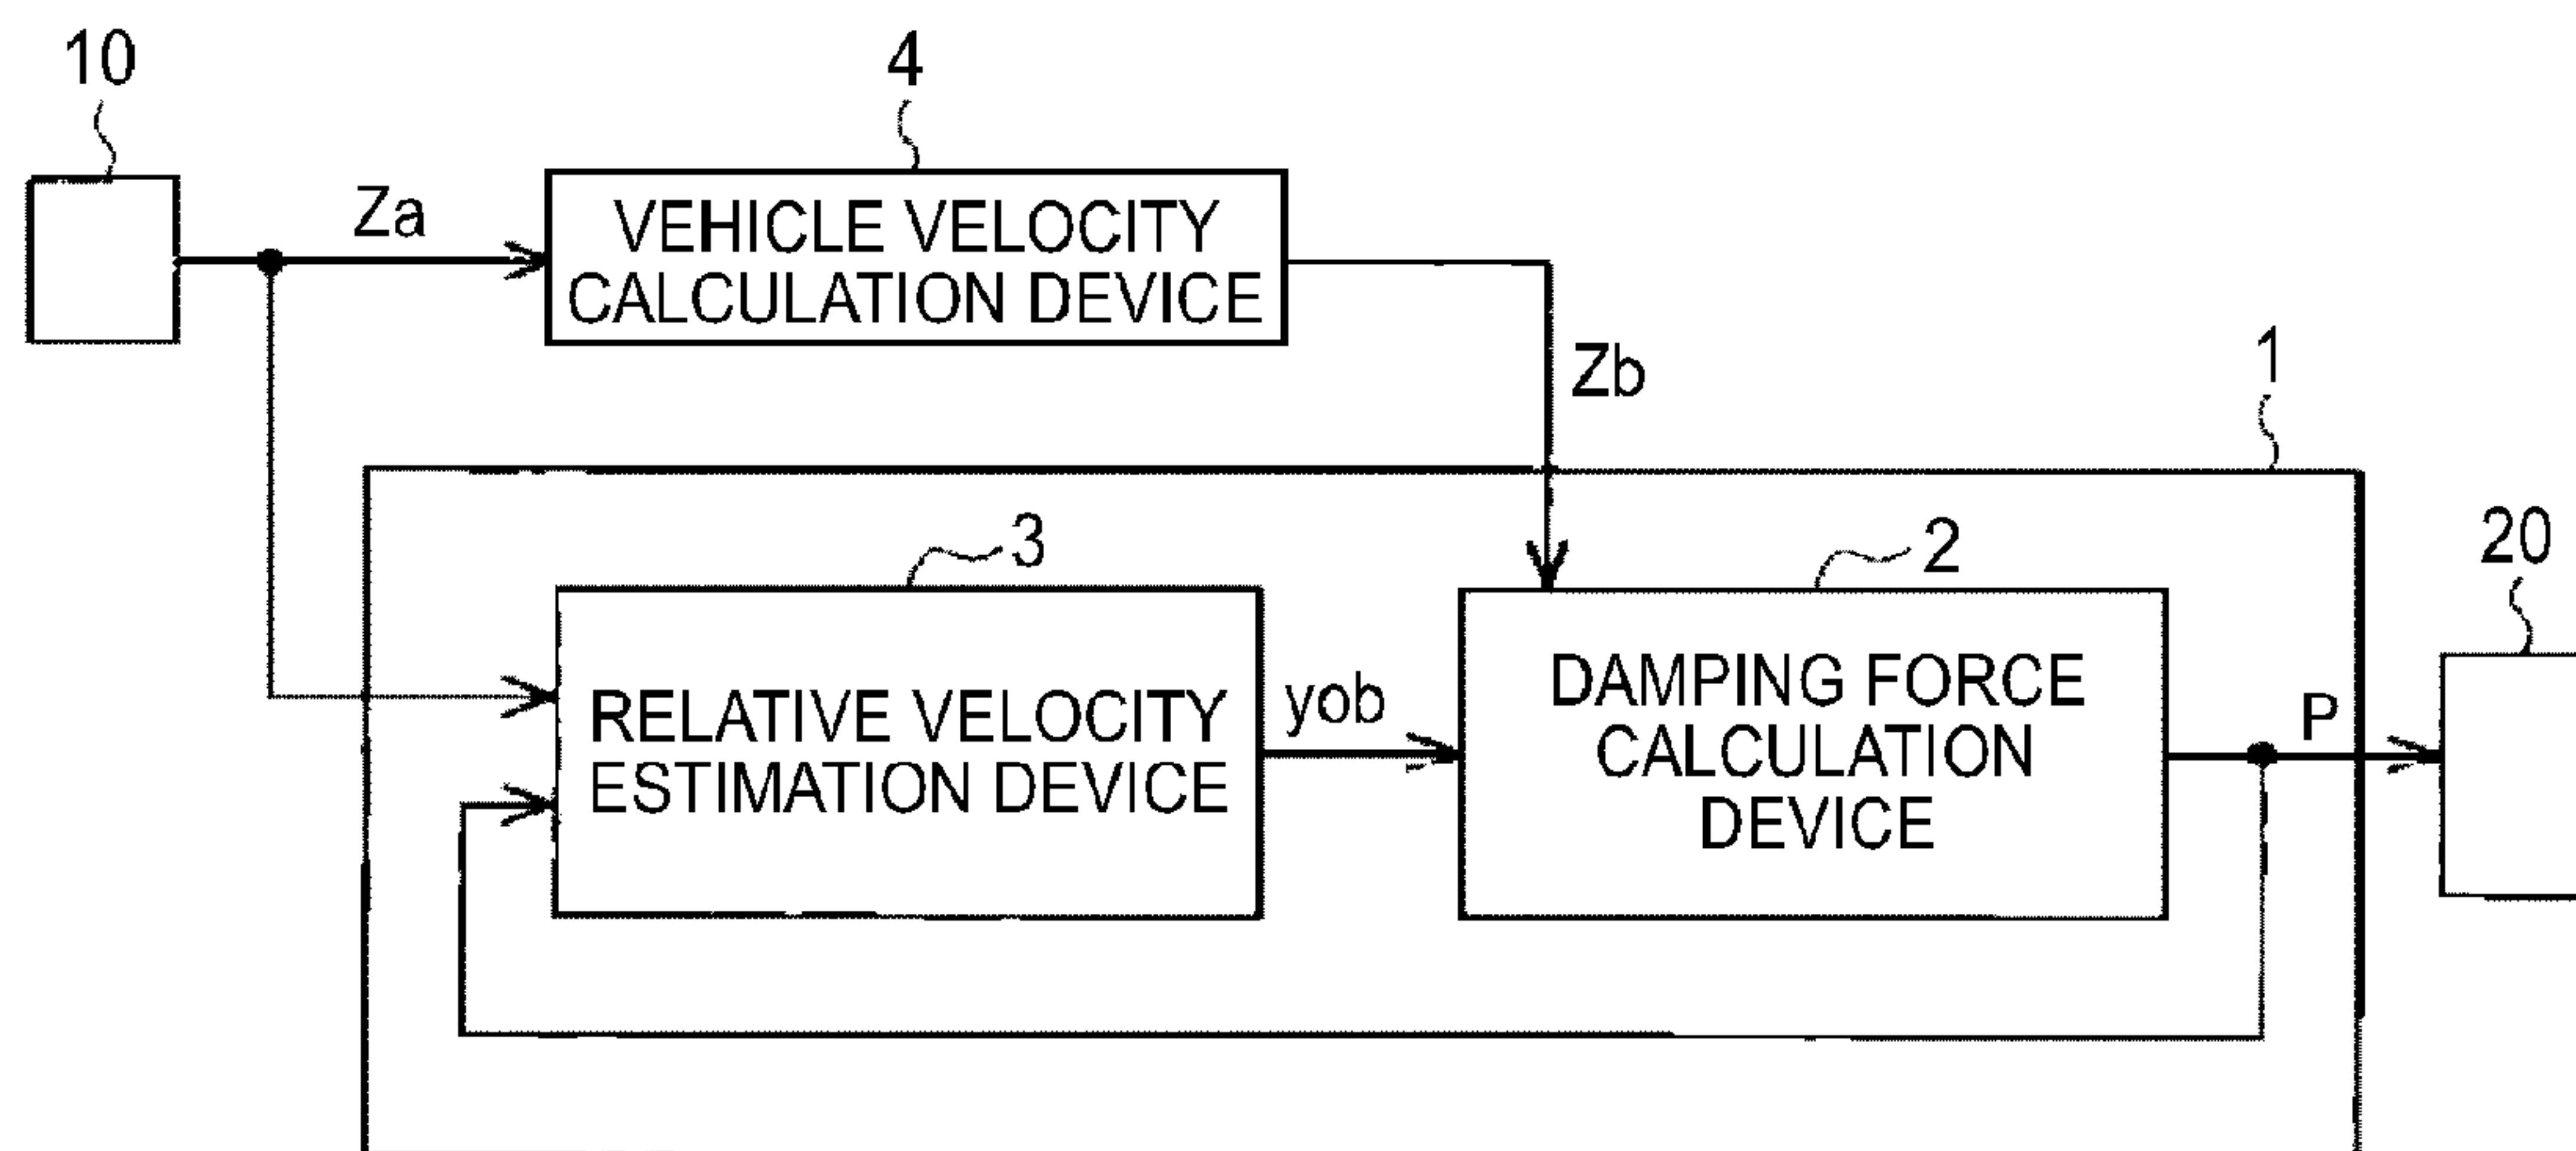 10
4
Za
VEHICLE VELOCITY
CALCULATION DEVICE
Zb
1
3
2
20
RELATIVE VELOCITY
ESTIMATION DEVICE
yob
DAMPING FORCE
CALCULATION
DEVICE
P